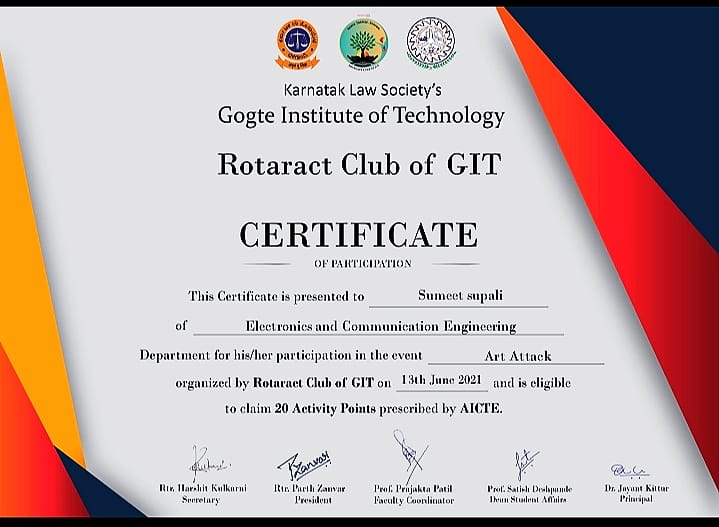 Karnatak Law Society's
Gogte Institute of Technology
Rotaract Club of GIT
CERTIFICATE
OF PARTICIPATION
This Certificate is presented to Sumeet supali
of Electronics and Communication Engineering
Department for his/her participation in the event Art Attack
organized by Rotaract Club of GIT on 13th June 2021 and is eligible
to claim 20 Activity Points prescribed by AICTE.
Rtr. Harshit Kulkarni
Secretary
Rtr. Parth Zanvar
President
Prof. Prajakta Patil
Faculty Coordinator
Prof. Satish Deshpande
Dean Student Affairs
Dr. Jayant Kittur
Principal